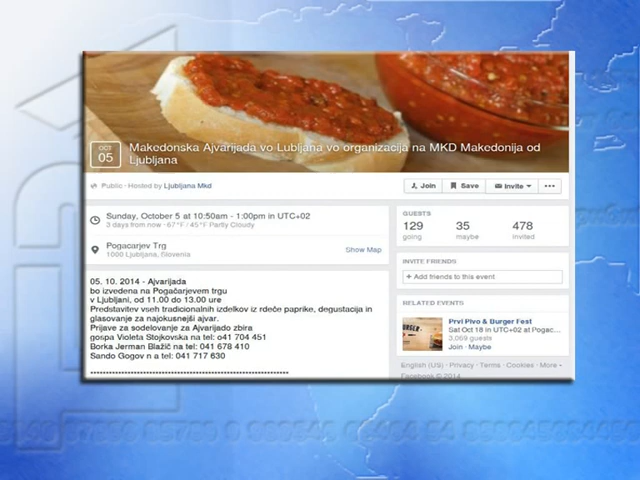 OCT
05
Makedonska Ajvarijada vo Lubljana vo organizacija na MKD Makedonija od
Ljubljana
Public · Hosted by Ljubljana Mkd
Join
Save
Invite
Sunday, October 5 at 10:50am - 1:00pm in UTC+02
3 days from now · 67°F / 45°F Partly Cloudy
Pogacarjev Trg
1000 Ljubljana, Slovenia
Show Map
05. 10. 2014 - Ajvarijada
bo izvedena na Pogačarjevem trgu
v Ljubljani, od 11.00 do 13.00 ure
Predstavitev vseh tradicionalnih izdelkov iz rdeče paprike, degustacija in
glasovanje za najokusnejši ajvar.
Prijave za sodelovanje za Ajvarijado zbira
gospa Violeta Stojkovska na tel: o41 704 451
Borka Jerman Blažič na tel: 041 678 410
Sando Gogov n a tel: 041 717 630
GUESTS
129
going
35
maybe
478
invited
INVITE FRIENDS
+ Add friends to this event
RELATED EVENTS
Prvi Pivo & Burger Fest
Sat Oct 18 in UTC+02 at Pogac...
3,069 guests
Join · Maybe
English (US) · Privacy · Terms · Cookies · More
Facebook © 2014